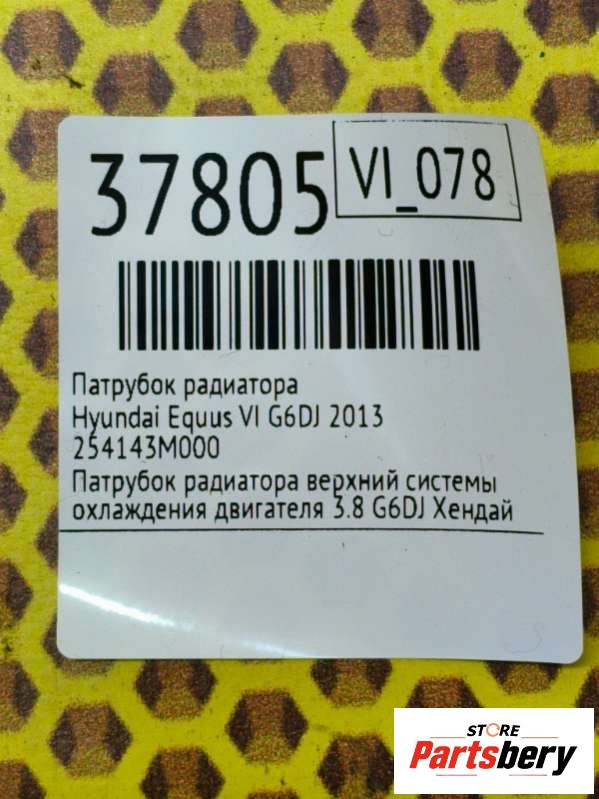 37805
VI_078
Патрубок радиатора
Hyundai Equus VI G6DJ 2013
254143M000
Патрубок радиатора верхний системы
охлаждения двигателя 3.8 G6DJ Хендай
STORE
Partsbery